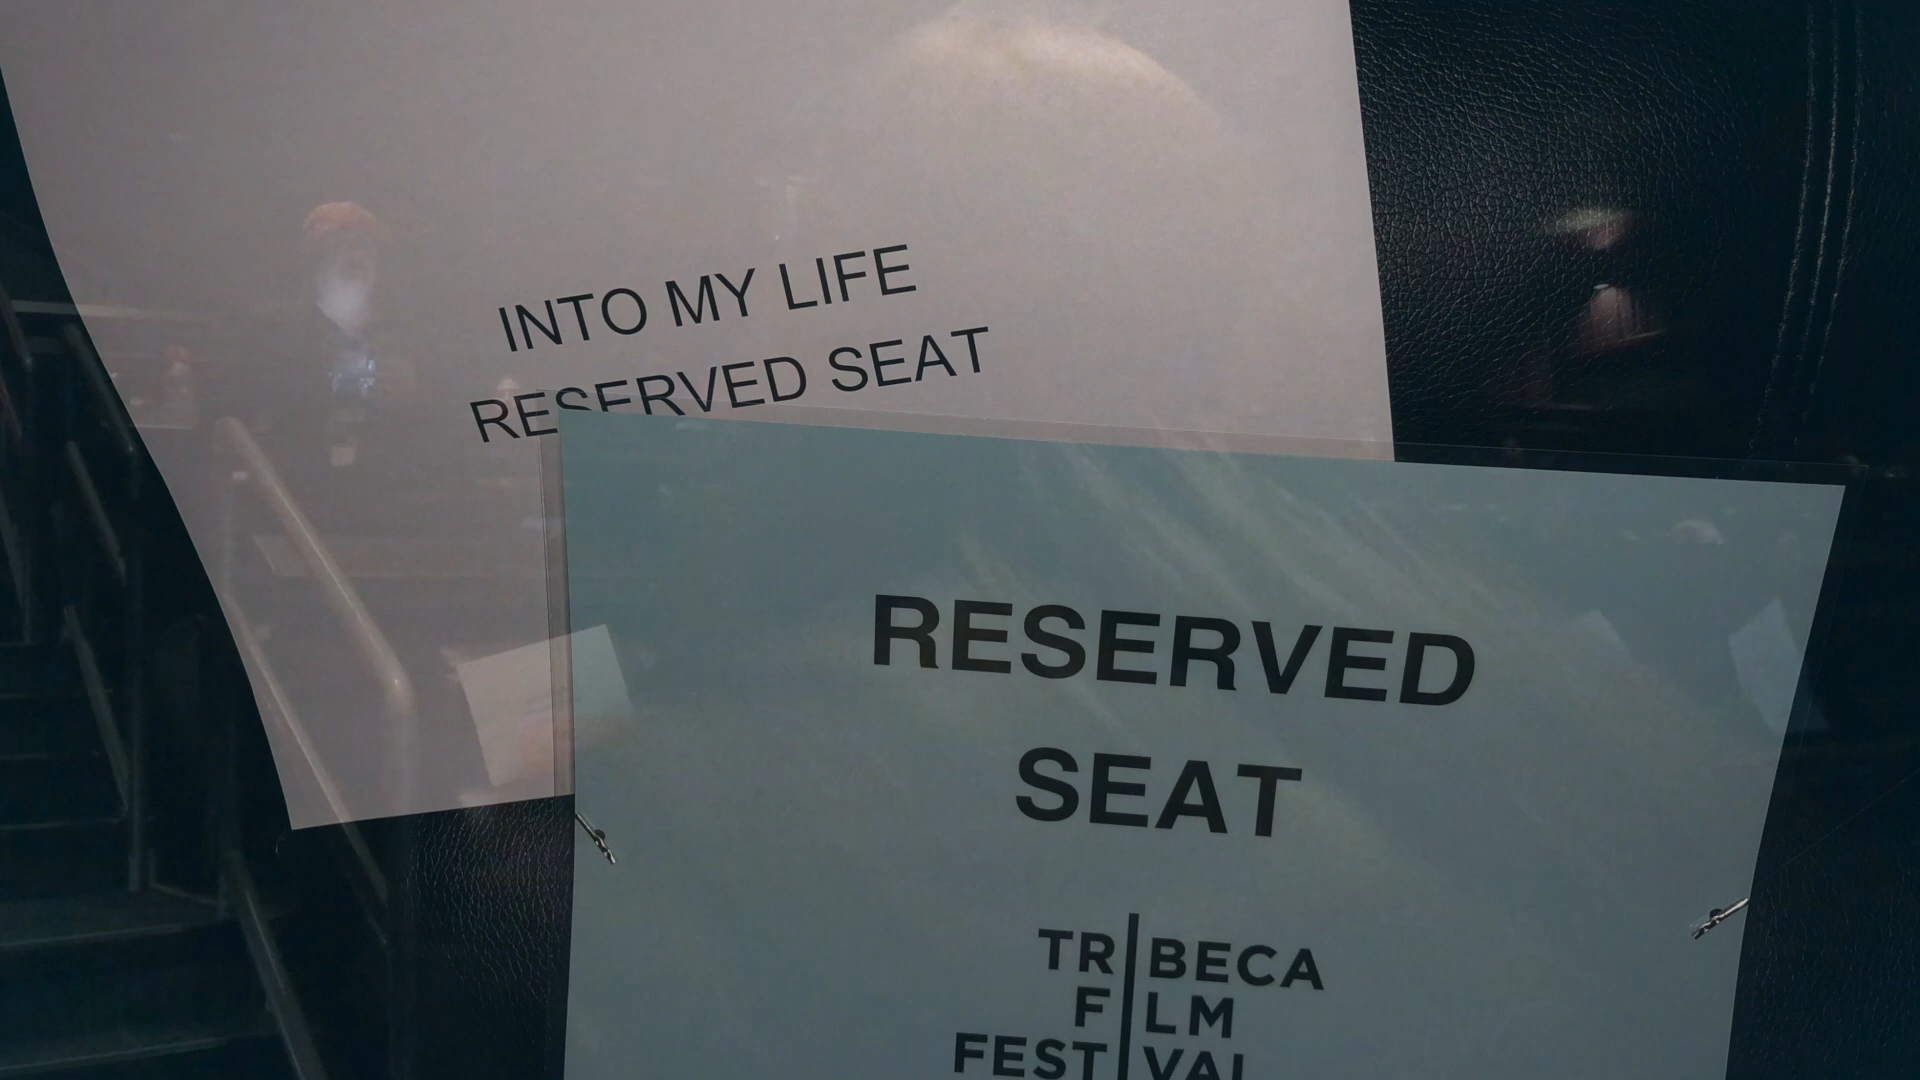 INTO MY LIFE
RESERVED SEAT
RESERVED
SEAT
TRIBECA
FILM
FESTIVAL